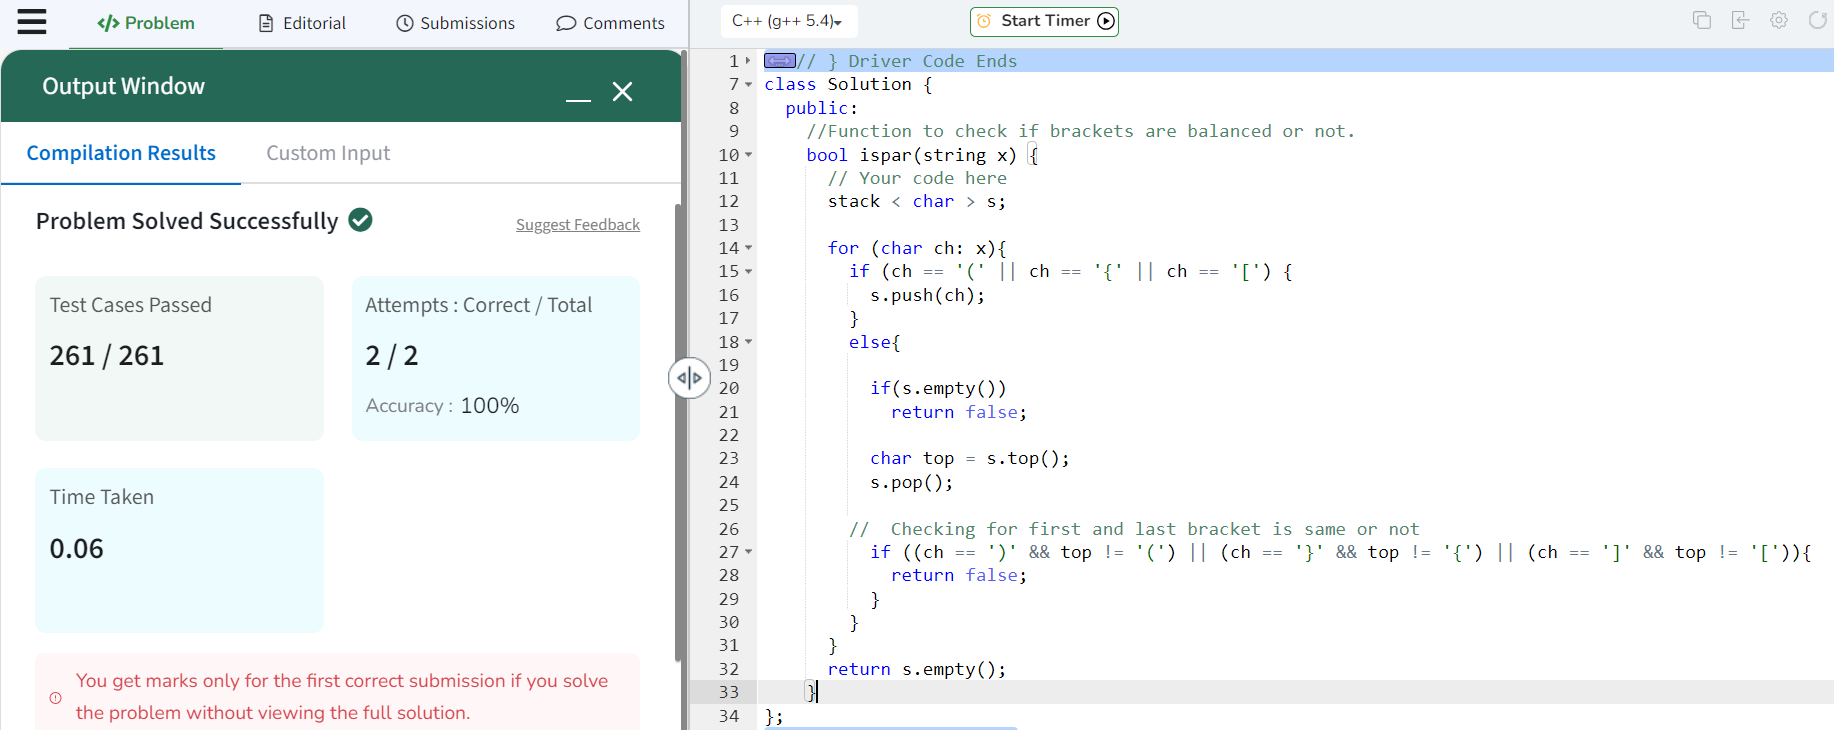 Problem
Editorial
Submissions
Comments
C++ (g++ 5.4)
Start Timer
Output Window
Compilation Results
Custom Input
Problem Solved Successfully
Suggest Feedback
Test Cases Passed
261 / 261
Attempts : Correct / Total
2 / 2
Accuracy : 100%
Time Taken
0.06
You get marks only for the first correct submission if you solve
the problem without viewing the full solution.
1 // } Driver Code Ends
7 class Solution {
8   public:
9     //Function to check if brackets are balanced or not.
10     bool ispar(string x) {
11       // Your code here
12       stack < char > s;
13
14       for (char ch: x){
15         if (ch == '(' || ch == '{' || ch == '[') {
16           s.push(ch);
17         }
18         else{
19
20           if(s.empty())
21             return false;
22
23           char top = s.top();
24           s.pop();
25
26         //  Checking for first and last bracket is same or not
27           if ((ch == ')' && top != '(') || (ch == '}' && top != '{') || (ch == ']' && top != '[')){
28             return false;
29           }
30         }
31       }
32       return s.empty();
33     }
34 };